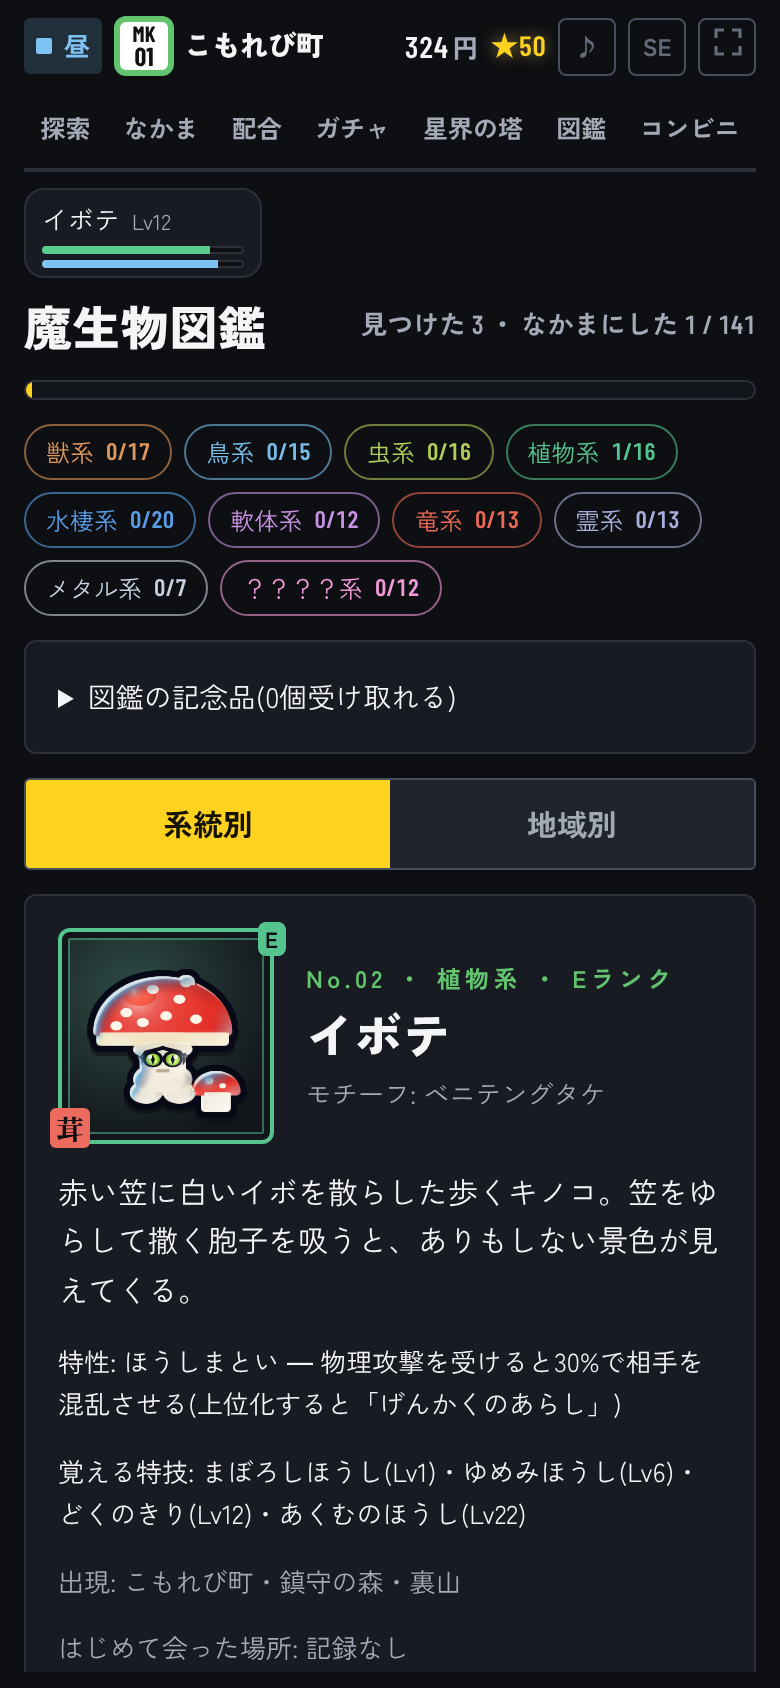 昼 MK 01 こもれび町 324円 ★50 ♪ SE
探索 なかま 配合 ガチャ 星界の塔 図鑑 コンビニ
イボテ Lv12
魔生物図鑑 見つけた 3 ・ なかまにした 1 / 141
獣系 0/17 鳥系 0/15 虫系 0/16 植物系 1/16
水棲系 0/20 軟体系 0/12 竜系 0/13 霊系 0/13
メタル系 0/7 ????系 0/12
▶ 図鑑の記念品(0個受け取れる)
系統別 地域別
E
No.02 ・ 植物系 ・ Eランク
イボテ
モチーフ: ベニテングタケ
茸
赤い笠に白いイボを散らした歩くキノコ。笠をゆ
らして撒く胞子を吸うと、ありもしない景色が見
えてくる。
特性: ほうしまとい — 物理攻撃を受けると30%で相手を
混乱させる(上位化すると「げんかくのあらし」)
覚える特技: まぼろしほうし(Lv1)・ゆめみほうし(Lv6)・
どくのきり(Lv12)・あくむのほうし(Lv22)
出現: こもれび町・鎮守の森・裏山
はじめて会った場所: 記録なし